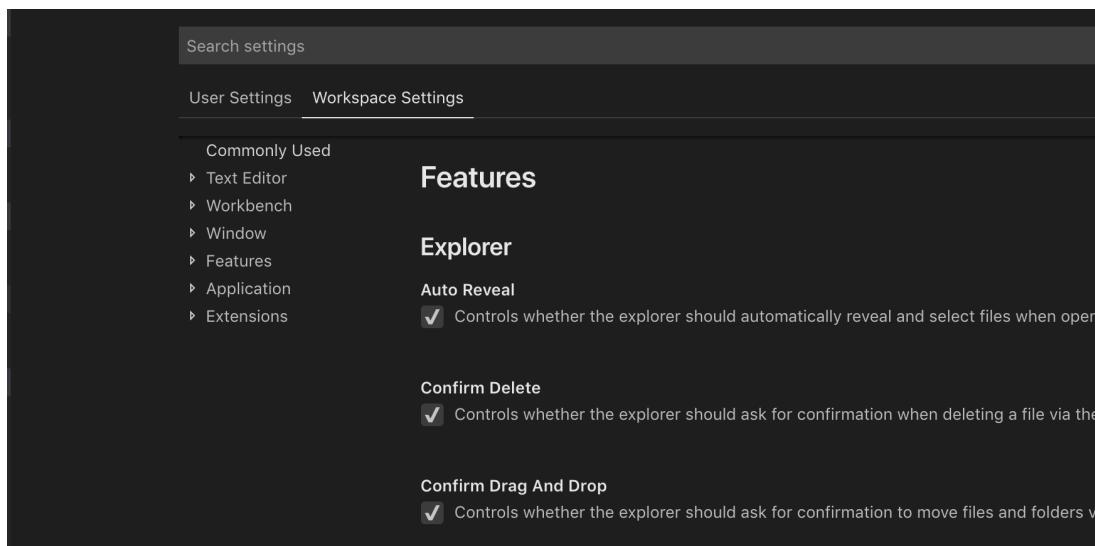 Search settings
User Settings Workspace Settings
Commonly Used
Text Editor
Workbench
Window
Features
Application
Extensions
Features
Explorer
Auto Reveal
Controls whether the explorer should automatically reveal and select files when oper
Confirm Delete
Controls whether the explorer should ask for confirmation when deleting a file via the
Confirm Drag And Drop
Controls whether the explorer should ask for confirmation to move files and folders v